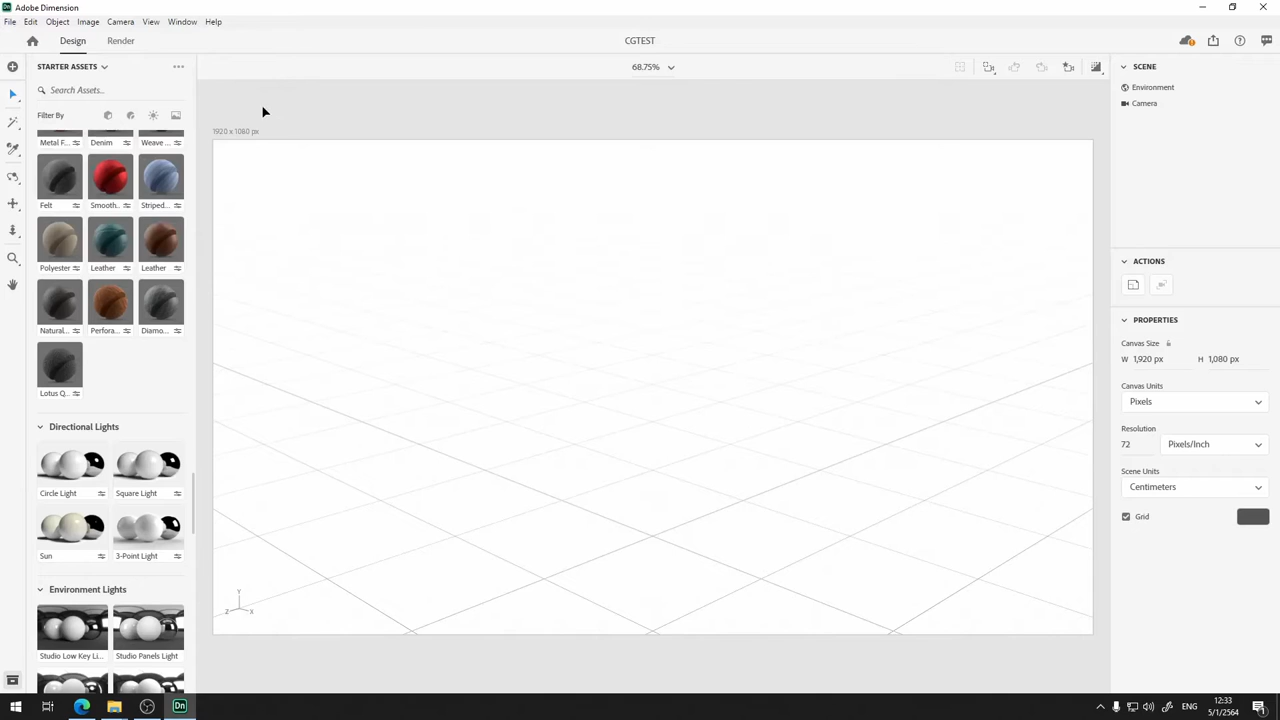 Adobe Dimension
File Edit Object Image Camera View Window Help
Design Render CGTEST
STARTER ASSETS 68.75% SCENE
Search Assets...
Environment
Camera
Filter By
1920 x 1080 px
Metal F... Denim Weave ...
Felt Smooth... Striped...
Polyester Leather Leather
Natural... Perfora... Diamo...
Lotus Q...
Directional Lights
Circle Light Square Light
Sun 3-Point Light
Environment Lights
Studio Low Key Li... Studio Panels Light
Y
Z X
ACTIONS
PROPERTIES
Canvas Size
W 1,920 px H 1,080 px
Canvas Units
Pixels
Resolution
72 Pixels/Inch
Scene Units
Centimeters
Grid
Dn
ENG
12:33
5/1/2564
1